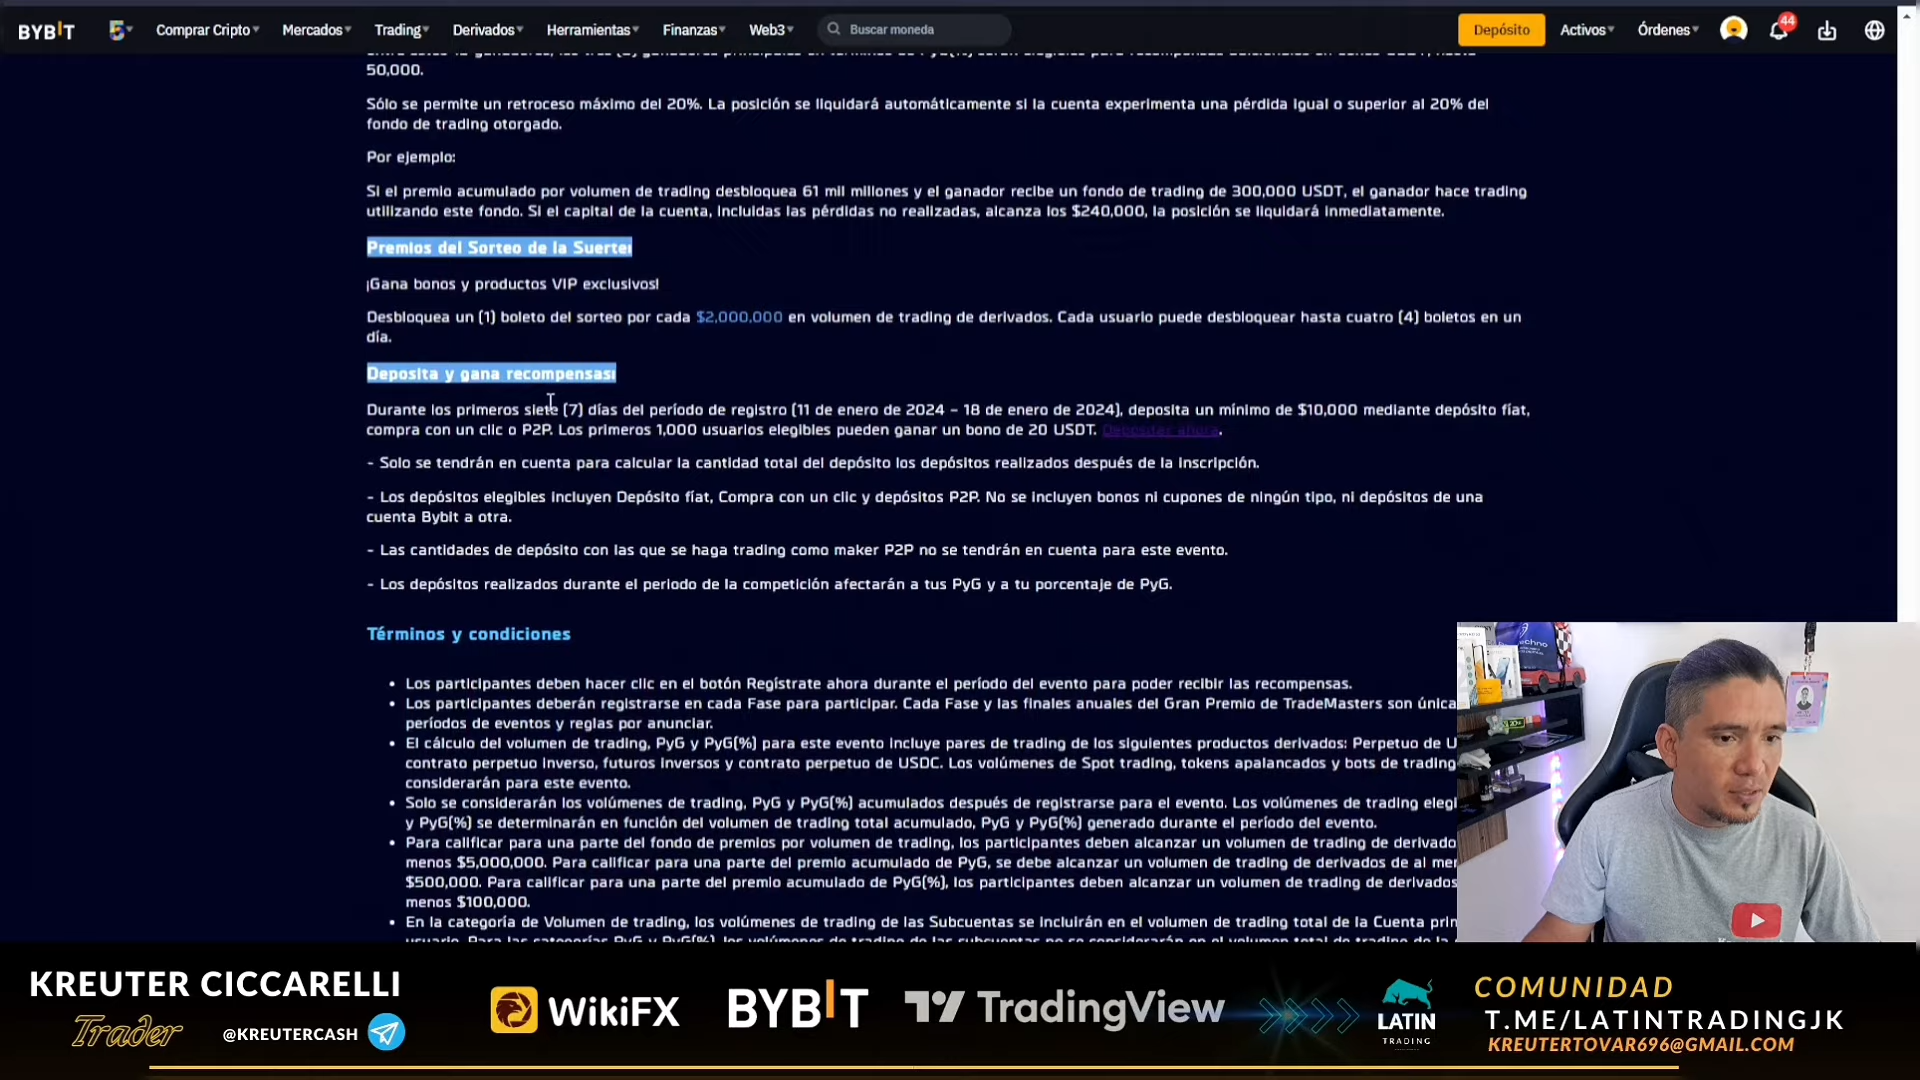 BYBIT
Comprar Cripto
Mercados
Trading
Derivados
Herramientas
Finanzas
Web3
Buscar moneda
Depósito
Activos
Órdenes
44
50,000.
Sólo se permite un retroceso máximo del 20%. La posición se liquidará automáticamente si la cuenta experimenta una pérdida igual o superior al 20% del
fondo de trading otorgado.
Por ejemplo:
Si el premio acumulado por volumen de trading desbloquea 61 mil millones y el ganador recibe un fondo de trading de 300,000 USDT, el ganador hace trading
utilizando este fondo. Si el capital de la cuenta, incluidas las pérdidas no realizadas, alcanza los $240,000, la posición se liquidará inmediatamente.
Premios del Sorteo de la Suerte:
¡Gana bonos y productos VIP exclusivos!
Desbloquea un (1) boleto del sorteo por cada $2,000,000 en volumen de trading de derivados. Cada usuario puede desbloquear hasta cuatro (4) boletos en un
día.
Deposita y gana recompensas:
Durante los primeros siete (7) días del período de registro (11 de enero de 2024 – 18 de enero de 2024), deposita un mínimo de $10,000 mediante depósito fíat,
compra con un clic o P2P. Los primeros 1,000 usuarios elegibles pueden ganar un bono de 20 USDT. Depositar ahora.
- Solo se tendrán en cuenta para calcular la cantidad total del depósito los depósitos realizados después de la inscripción.
- Los depósitos elegibles incluyen Depósito fíat, Compra con un clic y depósitos P2P. No se incluyen bonos ni cupones de ningún tipo, ni depósitos de una
cuenta Bybit a otra.
- Las cantidades de depósito con las que se haga trading como maker P2P no se tendrán en cuenta para este evento.
- Los depósitos realizados durante el periodo de la competición afectarán a tus PyG y a tu porcentaje de PyG.
Términos y condiciones
• Los participantes deben hacer clic en el botón Regístrate ahora durante el período del evento para poder recibir las recompensas.
• Los participantes deberán registrarse en cada Fase para participar. Cada Fase y las finales anuales del Gran Premio de TradeMasters son única
períodos de eventos y reglas por anunciar.
• El cálculo del volumen de trading, PyG y PyG(%) para este evento incluye pares de trading de los siguientes productos derivados: Perpetuo de U
contrato perpetuo inverso, futuros inversos y contrato perpetuo de USDC. Los volúmenes de Spot trading, tokens apalancados y bots de trading
considerarán para este evento.
• Solo se considerarán los volúmenes de trading, PyG y PyG(%) acumulados después de registrarse para el evento. Los volúmenes de trading elegi
y PyG(%) se determinarán en función del volumen de trading total acumulado, PyG y PyG(%) generado durante el período del evento.
• Para calificar para una parte del fondo de premios por volumen de trading, los participantes deben alcanzar un volumen de trading de derivado
menos $5,000,000. Para calificar para una parte del premio acumulado de PyG, se debe alcanzar un volumen de trading de derivados de al me
$500,000. Para calificar para una parte del premio acumulado de PyG(%), los participantes deben alcanzar un volumen de trading de derivados
menos $100,000.
• En la categoría de Volumen de trading, los volúmenes de trading de las Subcuentas se incluirán en el volumen de trading total de la Cuenta prin
KREUTER CICCARELLI
Trader
@KREUTERCASH
WikiFX
BYBIT
TradingView
LATIN
TRADING
COMUNIDAD
T.ME/LATINTRADINGJK
KREUTERTOVAR696@GMAIL.COM